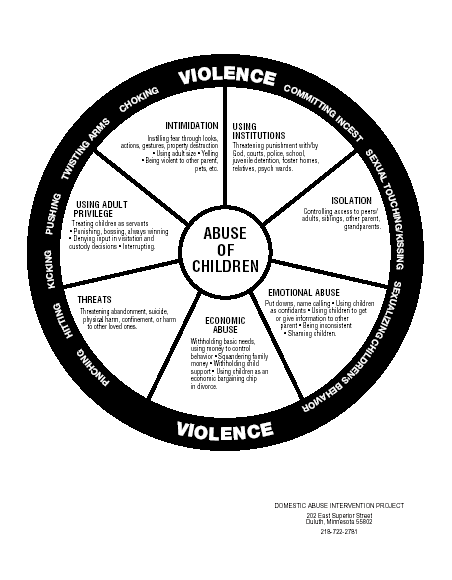 VIOLENCE
COMMITTING INCEST
SEXUAL TOUCHING/KISSING
SEXUALIZING CHILDREN'S BEHAVIOR
VIOLENCE
PINCHING
HITTING
KICKING
PUSHING
TWISTING ARMS
CHOKING
ABUSE
OF
CHILDREN
INTIMIDATION
Instilling fear through looks,
actions, gestures, property destruction
• Using adult size • Yelling
• Being violent to other parent,
pets, etc.
USING
INSTITUTIONS
Threatening punishment with/by
God, courts, police, school,
juvenile detention, foster homes,
relatives, psych wards.
ISOLATION
Controlling access to peers/
adults, siblings, other parent,
grandparents.
EMOTIONAL ABUSE
Put downs, name calling • Using children
as confidants • Using children to get
or give information to other
parent • Being inconsistent
• Shaming children.
ECONOMIC
ABUSE
Withholding basic needs,
using money to control
behavior • Squandering family
money • Withholding child
support • Using children as an
economic bargaining chip
in divorce.
THREATS
Threatening abandonment, suicide,
physical harm, confinement, or harm
to other loved ones.
USING ADULT
PRIVILEGE
Treating children as servants
• Punishing, bossing, always winning
• Denying input in visitation and
custody decisions • Interrupting.
DOMESTIC ABUSE INTERVENTION PROJECT
202 East Superior Street
Duluth, Minnesota 55802
218-722-2781